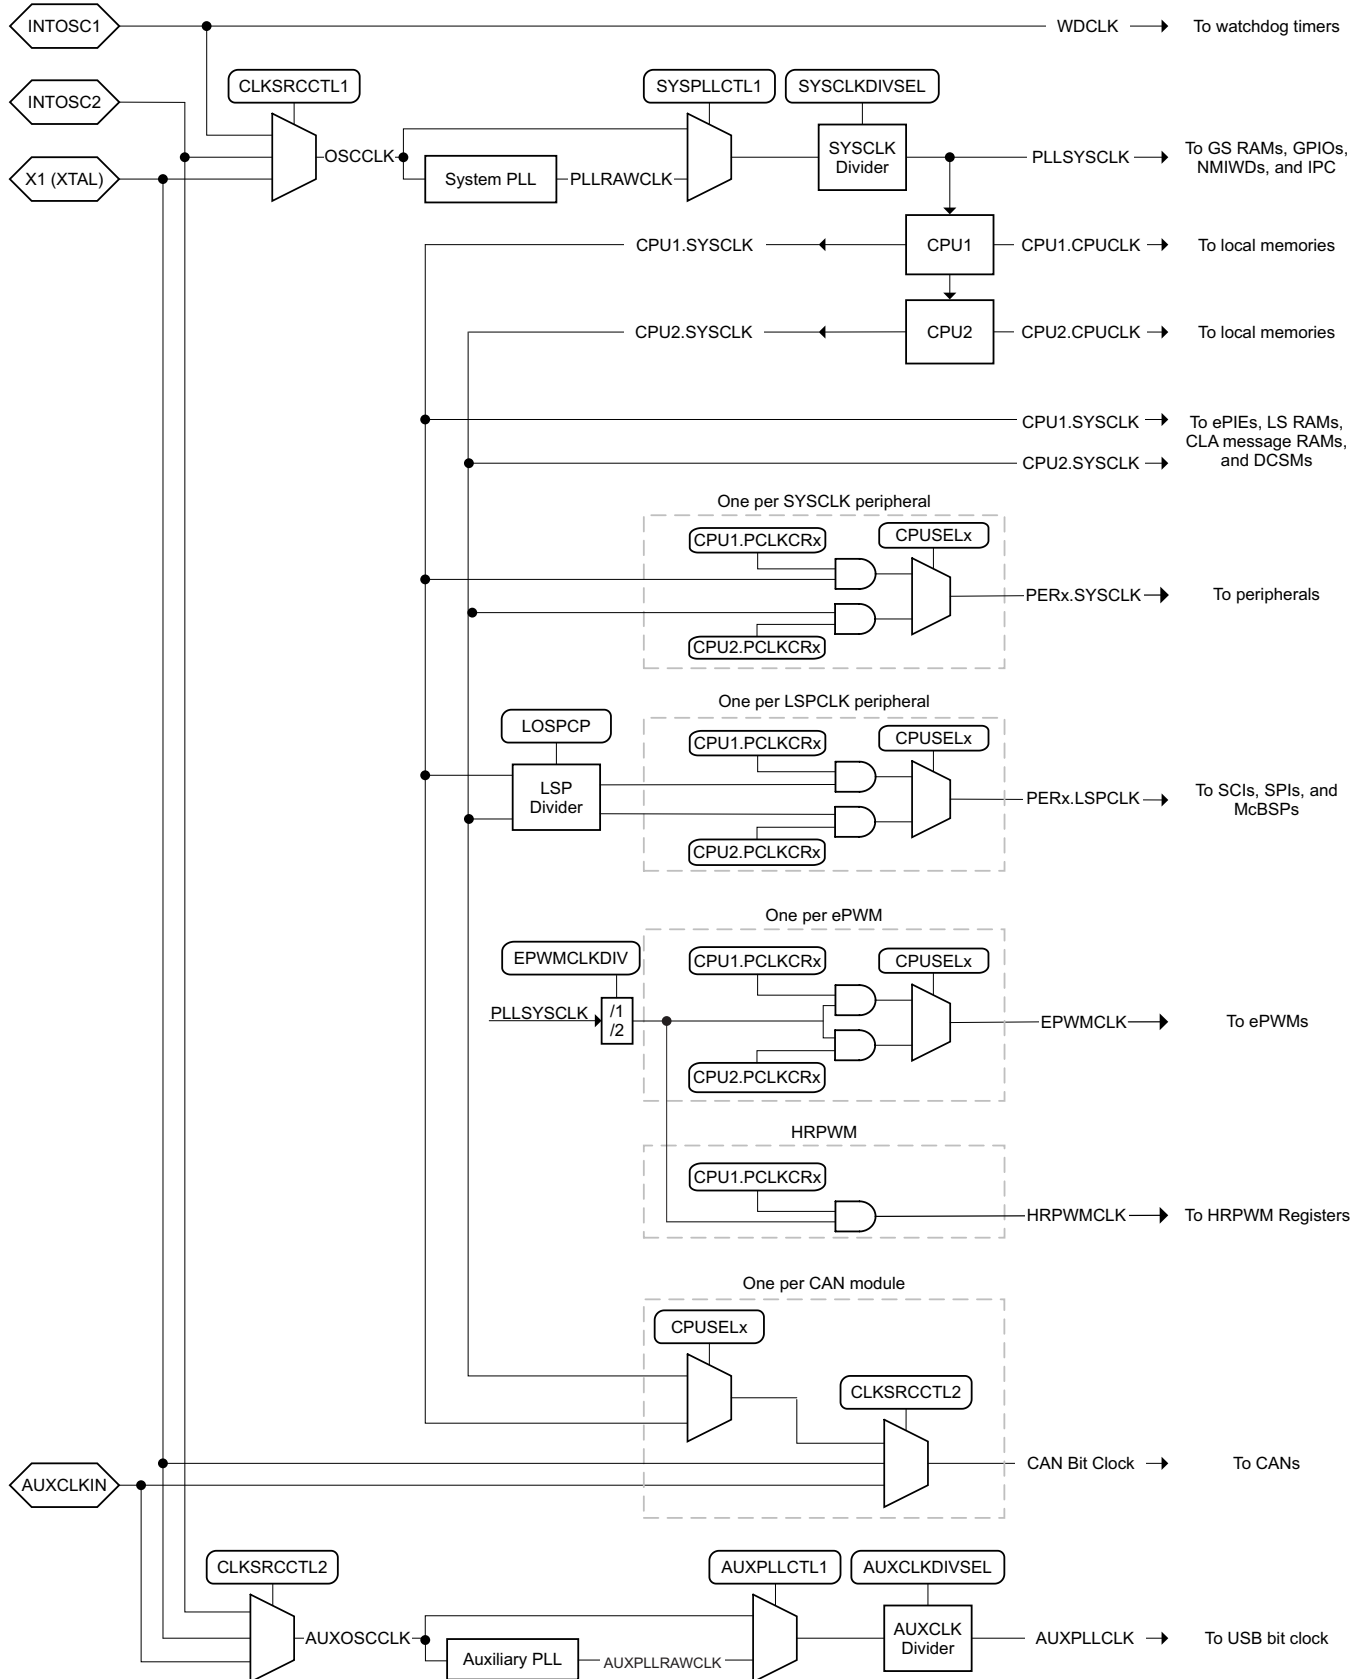 INTOSC1
WDCLK
To watchdog timers
CLKSRCCTL1
SYSPLLCTL1
SYSCLKDIVSEL
INTOSC2
X1 (XTAL)
OSCCLK
System PLL
PLLRAWCLK
SYSCLK
Divider
PLLSYSCLK
To GS RAMs, GPIOs,
NMIWDs, and IPC
CPU1.SYSCLK
CPU1
CPU1.CPUCLK
To local memories
CPU2.SYSCLK
CPU2
CPU2.CPUCLK
To local memories
CPU1.SYSCLK
CPU2.SYSCLK
To ePIEs, LS RAMs,
CLA message RAMs,
and DCSMs
One per SYSCLK peripheral
CPU1.PCLKCRx
CPUSELx
CPU2.PCLKCRx
PERx.SYSCLK
To peripherals
One per LSPCLK peripheral
LOSPCP
LSP
Divider
CPU1.PCLKCRx
CPUSELx
CPU2.PCLKCRx
PERx.LSPCLK
To SCIs, SPIs, and
McBSPs
One per ePWM
EPWMCLKDIV
PLLSYSCLK
/1
/2
CPU1.PCLKCRx
CPUSELx
CPU2.PCLKCRx
EPWMCLK
To ePWMs
HRPWM
CPU1.PCLKCRx
HRPWMCLK
To HRPWM Registers
One per CAN module
CPUSELx
CLKSRCCTL2
AUXCLKIN
CAN Bit Clock
To CANs
CLKSRCCTL2
AUXPLLCTL1
AUXCLKDIVSEL
AUXOSCCLK
Auxiliary PLL
AUXPLLRAWCLK
AUXCLK
Divider
AUXPLLCLK
To USB bit clock